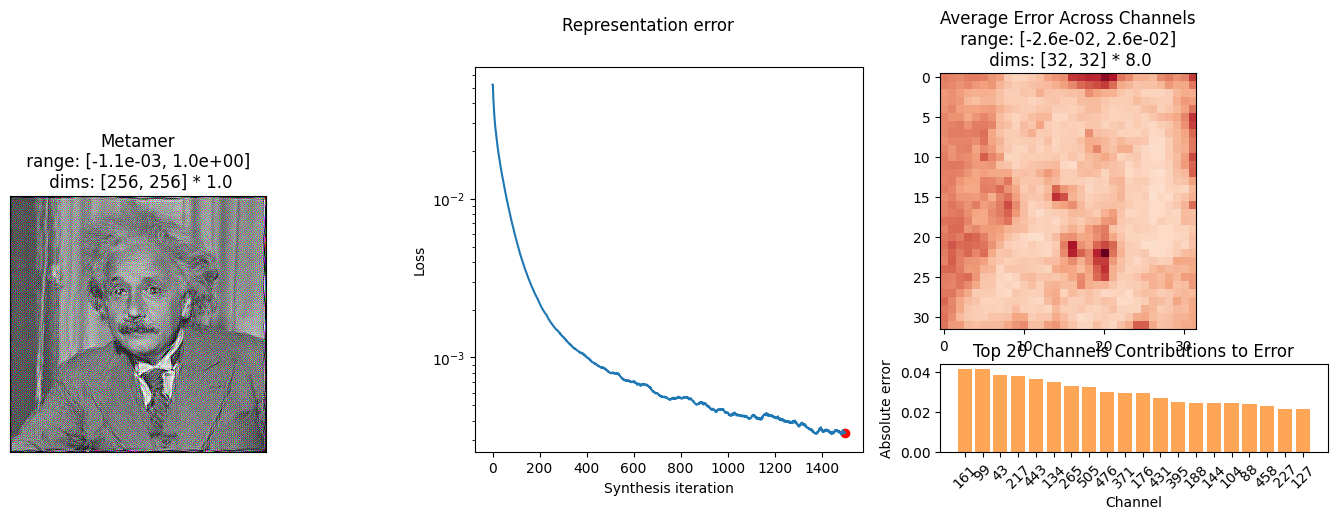 Metamer
range: [-1.1e-03, 1.0e+00]
dims: [256, 256] * 1.0
Representation error
Loss
10⁻²
10⁻³
0 200 400 600 800 1000 1200 1400
Synthesis iteration
Average Error Across Channels
range: [-2.6e-02, 2.6e-02]
dims: [32, 32] * 8.0
0
5
10
15
20
25
30
0 10 20 30
Top 20 Channels Contributions to Error
Absolute error
0.04
0.02
0.00
161 99 43 217 443 134 265 505 476 371 176 431 395 188 144 104 88 458 227 127
Channel